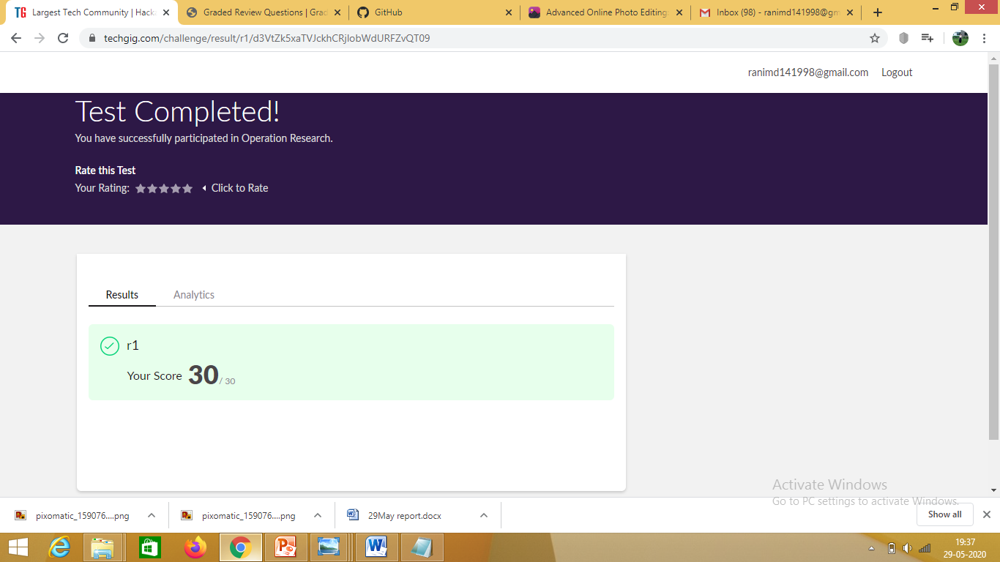 TG Largest Tech Community | Hack
Graded Review Questions | Grad
GitHub
Advanced Online Photo Editing
Inbox (98) - ranimd141998@gm
techgig.com/challenge/result/r1/
ranimd141998@gmail.com Logout
Test Completed!
You have successfully participated in Operation Research.
Rate this Test
Your Rating: Click to Rate
Results Analytics
r1
Your Score 30 / 30
Activate Windows
Go to PC settings to activate Windows.
pixomatic_159076....png
pixomatic_159076....png
29May report.docx
Show all
19:37
29-05-2020